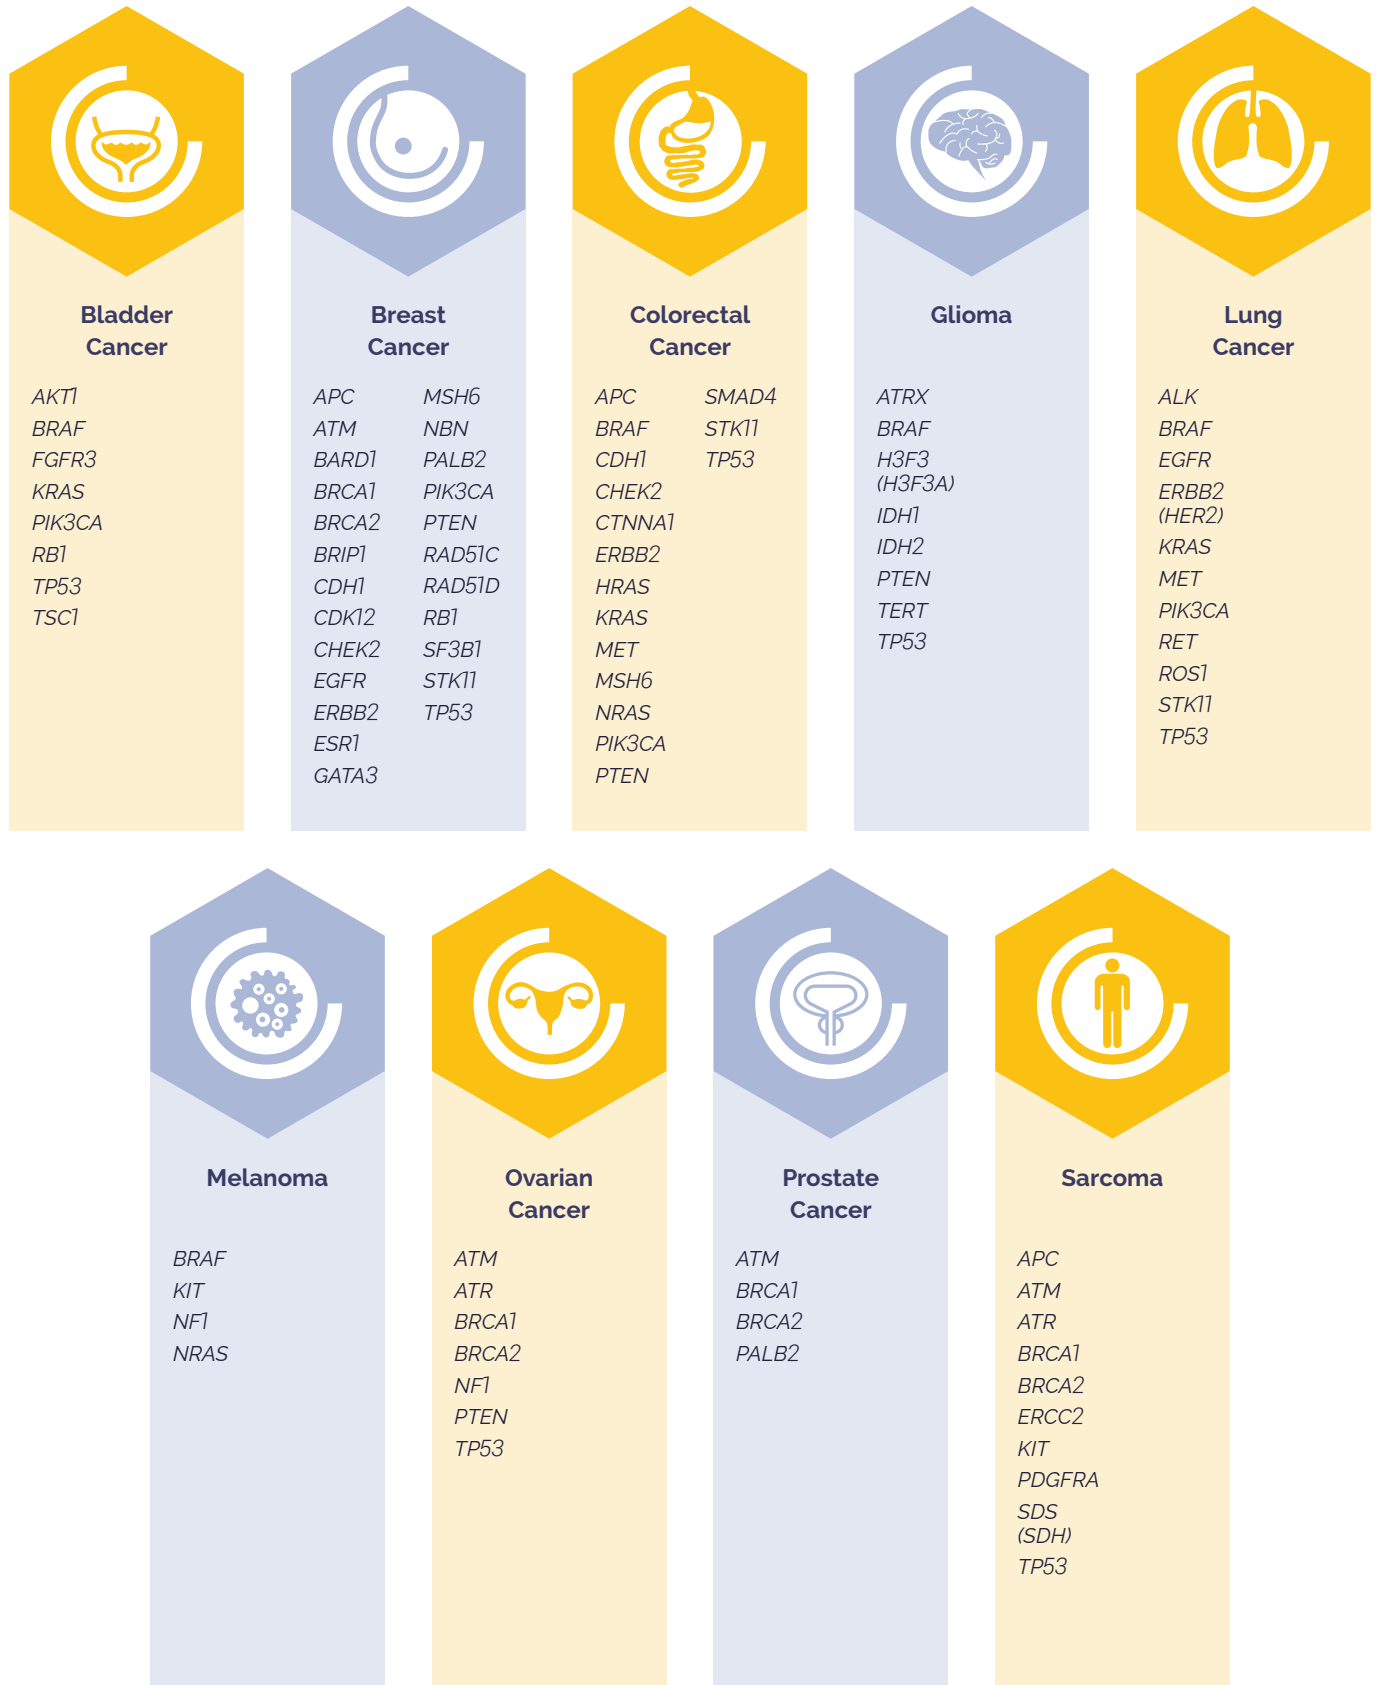 Bladder
Cancer
AKT1
BRAF
FGFR3
KRAS
PIK3CA
RB1
TP53
TSC1
Breast
Cancer
APC
ATM
BARD1
BRCA1
BRCA2
BRIP1
CDH1
CDK12
CHEK2
EGFR
ERBB2
ESR1
GATA3
MSH6
NBN
PALB2
PIK3CA
PTEN
RAD51C
RAD51D
RB1
SF3B1
STK11
TP53
Colorectal
Cancer
APC
BRAF
CDH1
CHEK2
CTNNA1
ERBB2
HRAS
KRAS
MET
MSH6
NRAS
PIK3CA
PTEN
SMAD4
STK11
TP53
Glioma
ATRX
BRAF
H3F3
(H3F3A)
IDH1
IDH2
PTEN
TERT
TP53
Lung
Cancer
ALK
BRAF
EGFR
ERBB2
(HER2)
KRAS
MET
PIK3CA
RET
ROS1
STK11
TP53
Melanoma
BRAF
KIT
NF1
NRAS
Ovarian
Cancer
ATM
ATR
BRCA1
BRCA2
NF1
PTEN
TP53
Prostate
Cancer
ATM
BRCA1
BRCA2
PALB2
Sarcoma
APC
ATM
ATR
BRCA1
BRCA2
ERCC2
KIT
PDGFRA
SDS
(SDH)
TP53